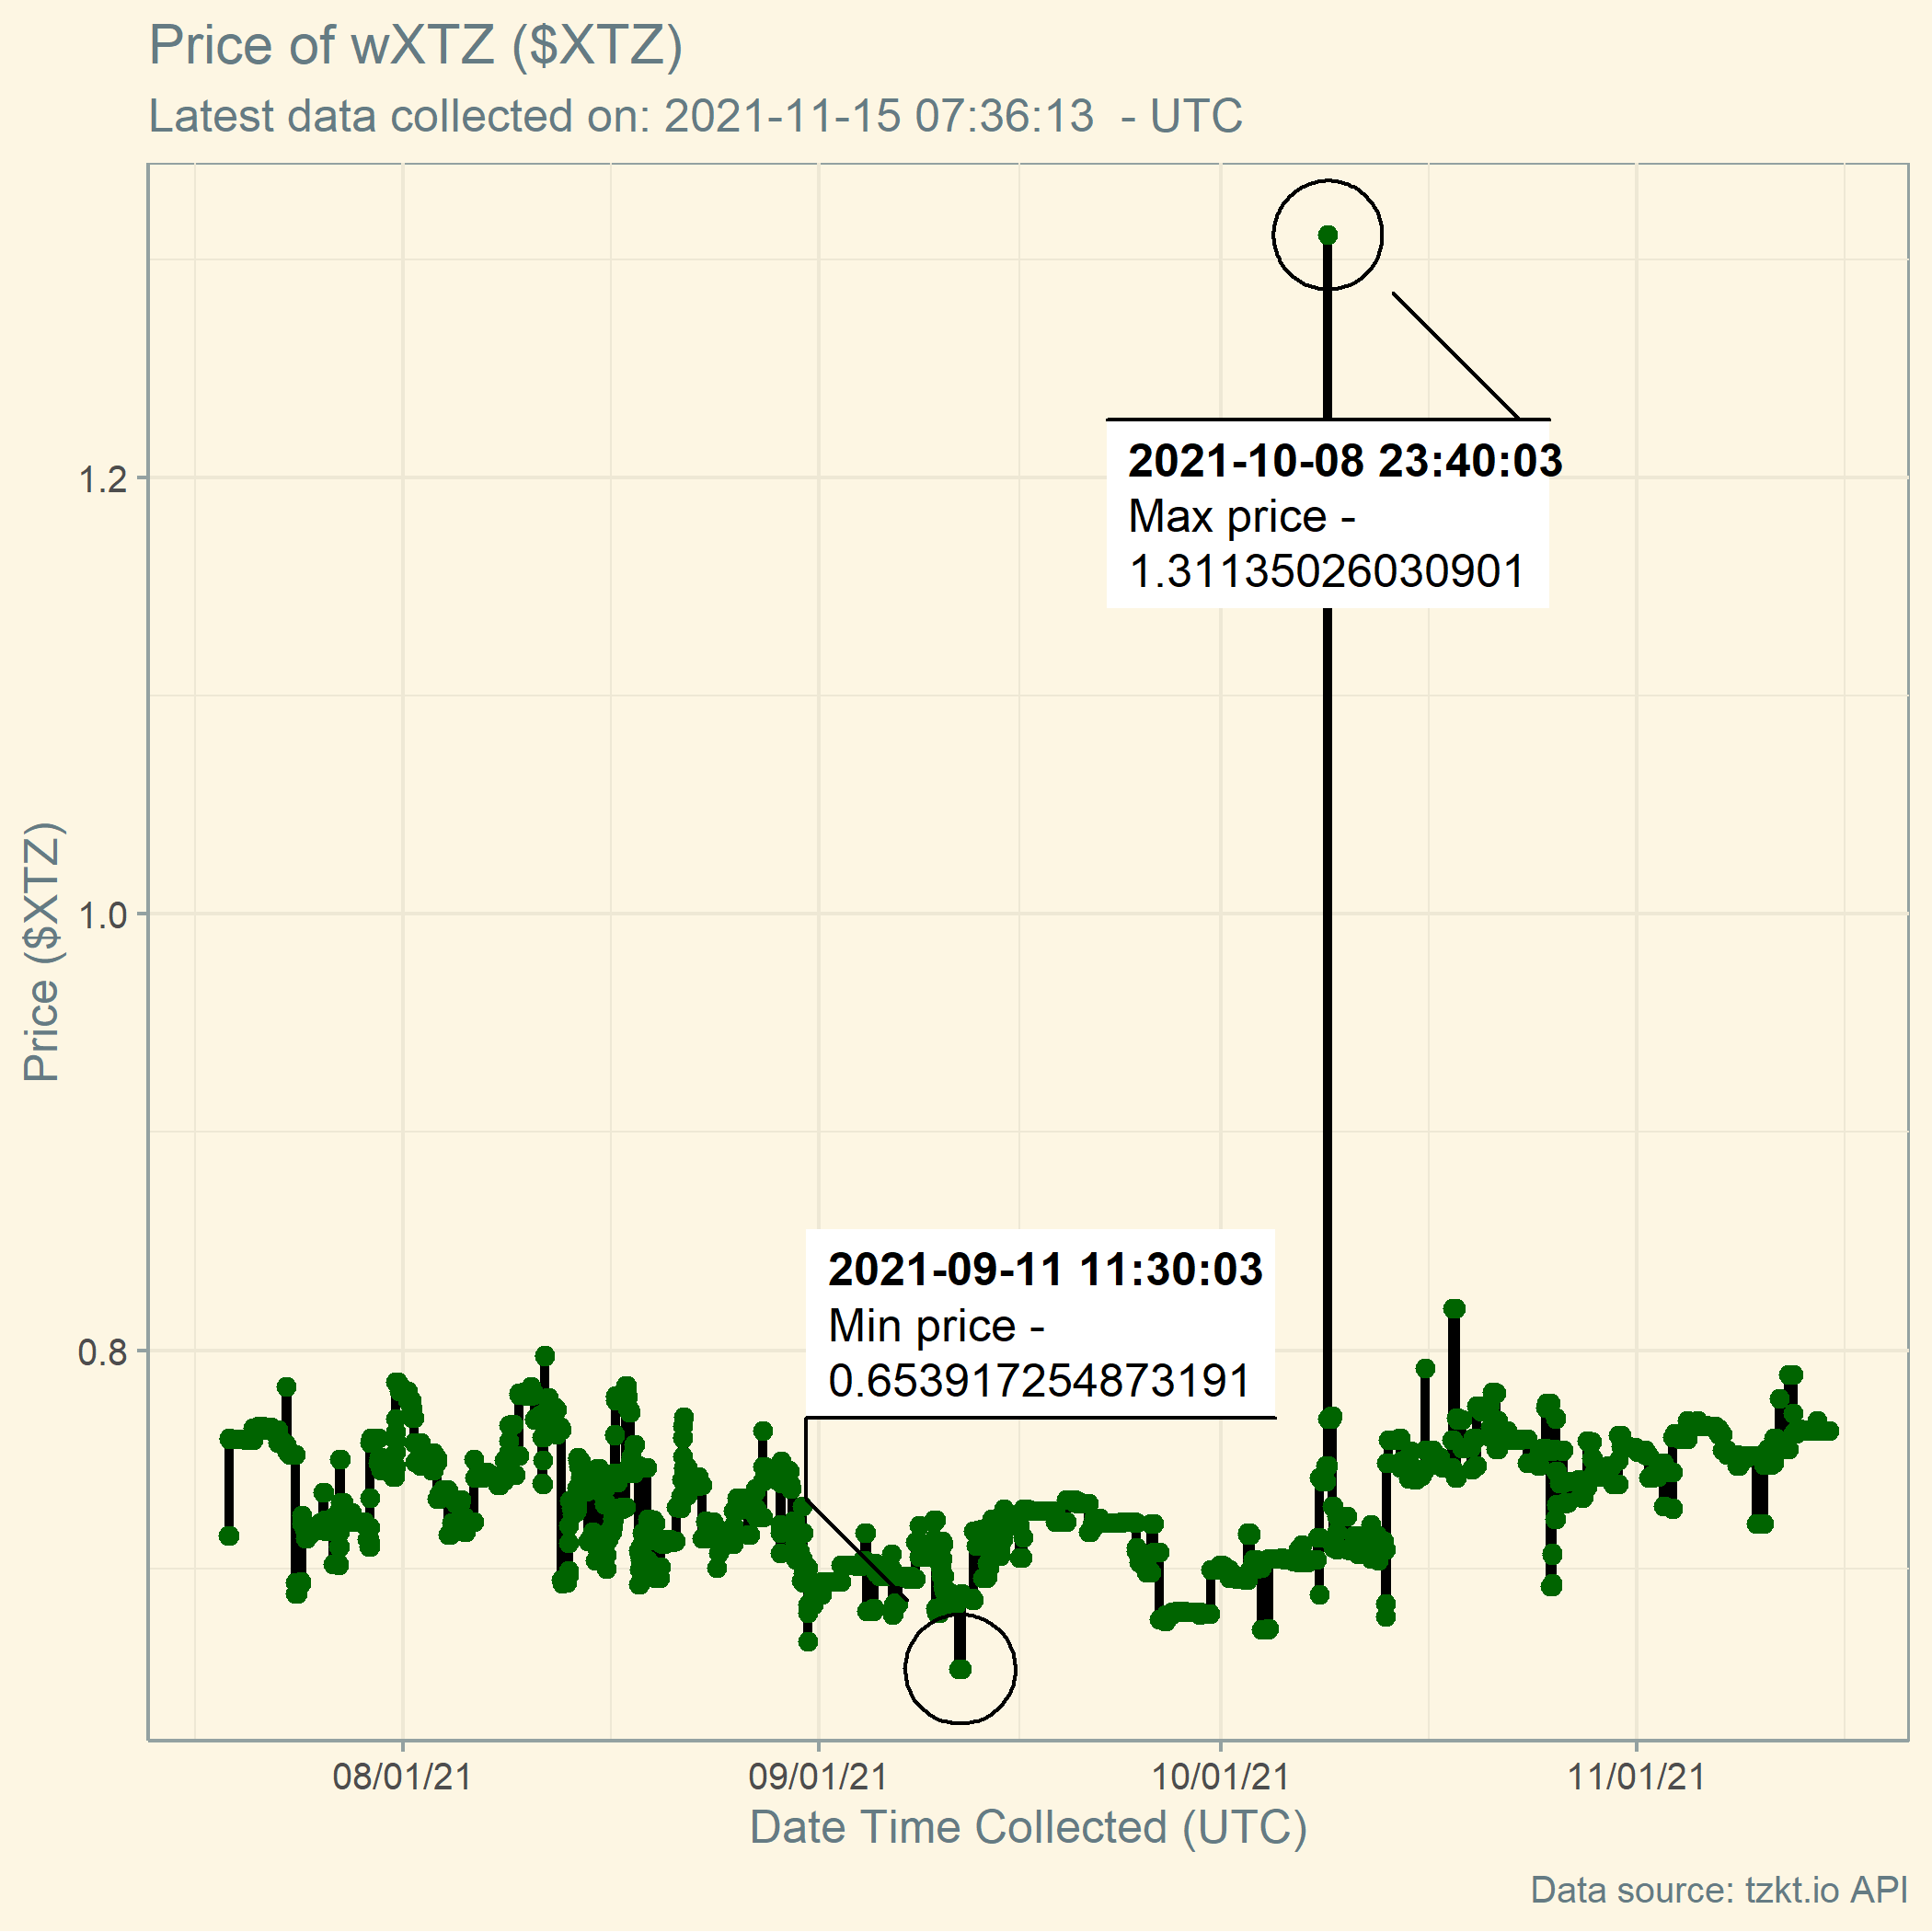 Price of wXTZ ($XTZ)
Latest data collected on: 2021-11-15 07:36:13  - UTC
2021-10-08 23:40:03
Max price -
1.31135026030901
1.2
1.0
0.8
Price ($XTZ)
2021-09-11 11:30:03
Min price -
0.653917254873191
08/01/21
09/01/21
10/01/21
11/01/21
Date Time Collected (UTC)
Data source: tzkt.io API